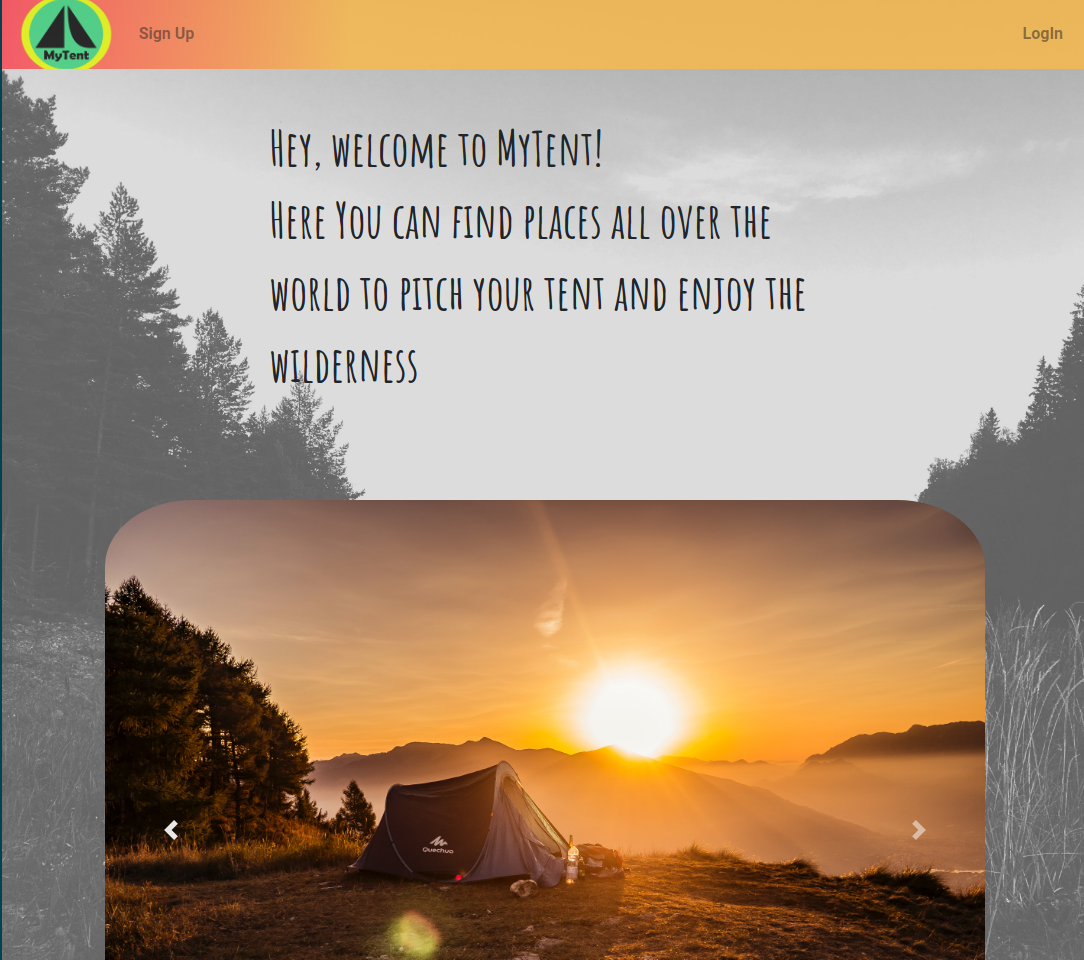 MyTent
Sign Up
LogIn
Hey, welcome to MyTent!
Here You can find places all over the
world to pitch your tent and enjoy the
wilderness
Quechua